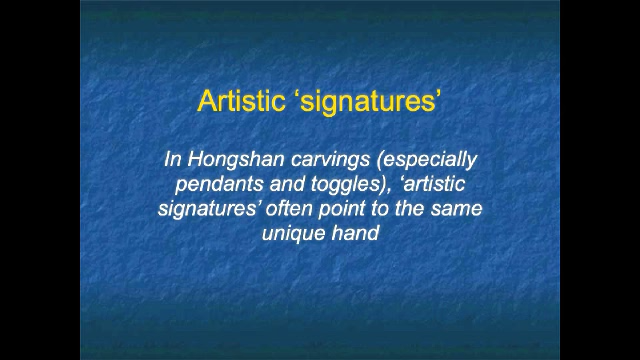 Artistic ‘signatures’
In Hongshan carvings (especially
pendants and toggles), ‘artistic
signatures’ often point to the same
unique hand